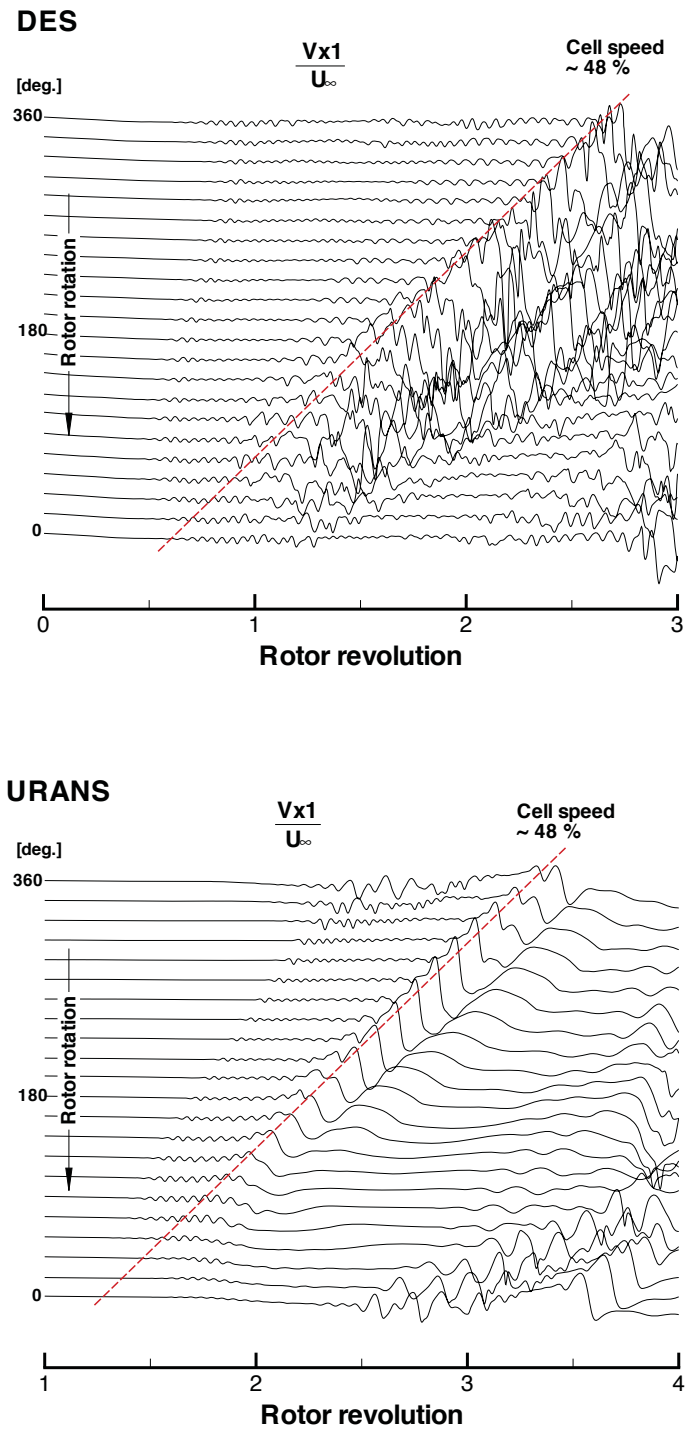 DES
Vx1
U∞
Cell speed
~ 48 %
[deg.]
360
180
0
Rotor rotation
0 1 2 3
Rotor revolution
URANS
Vx1
U∞
Cell speed
~ 48 %
[deg.]
360
180
0
Rotor rotation
1 2 3 4
Rotor revolution